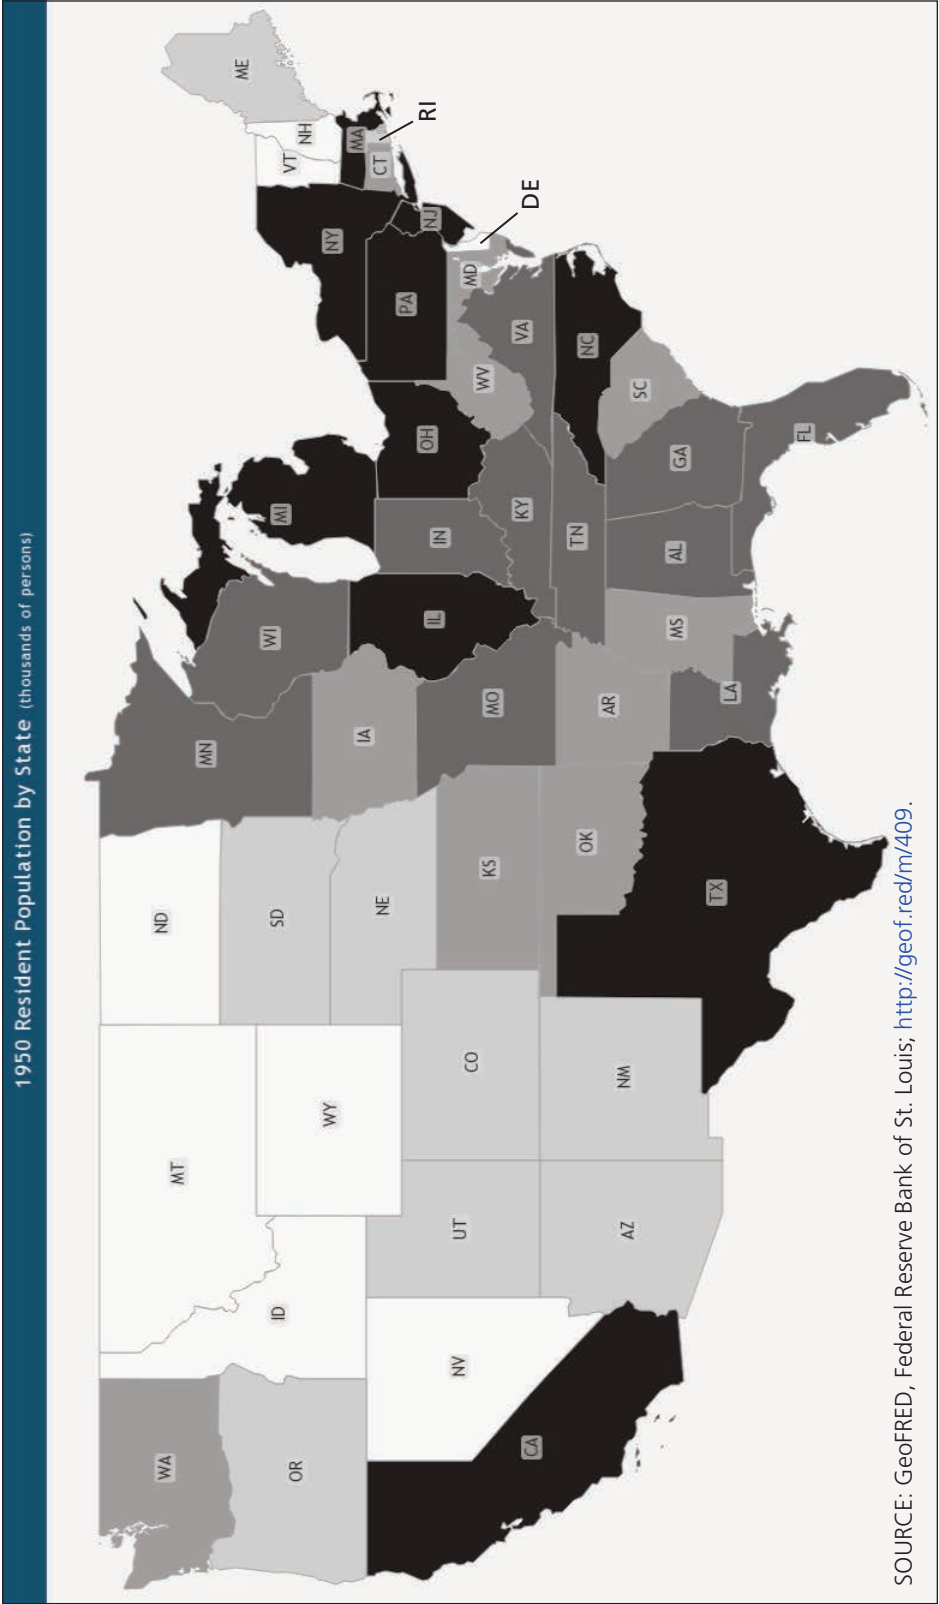 1950 Resident Population by State (thousands of persons)
WA
OR
CA
NV
ID
MT
WY
UT
AZ
CO
NM
ND
SD
NE
KS
OK
TX
MN
IA
MO
AR
LA
WI
IL
MS
MI
IN
KY
TN
AL
OH
WV
GA
FL
SC
NC
VA
MD
DE
PA
NJ
NY
CT
RI
MA
VT
NH
ME
SOURCE: GeoFRED, Federal Reserve Bank of St. Louis; http://geof.red/m/409.